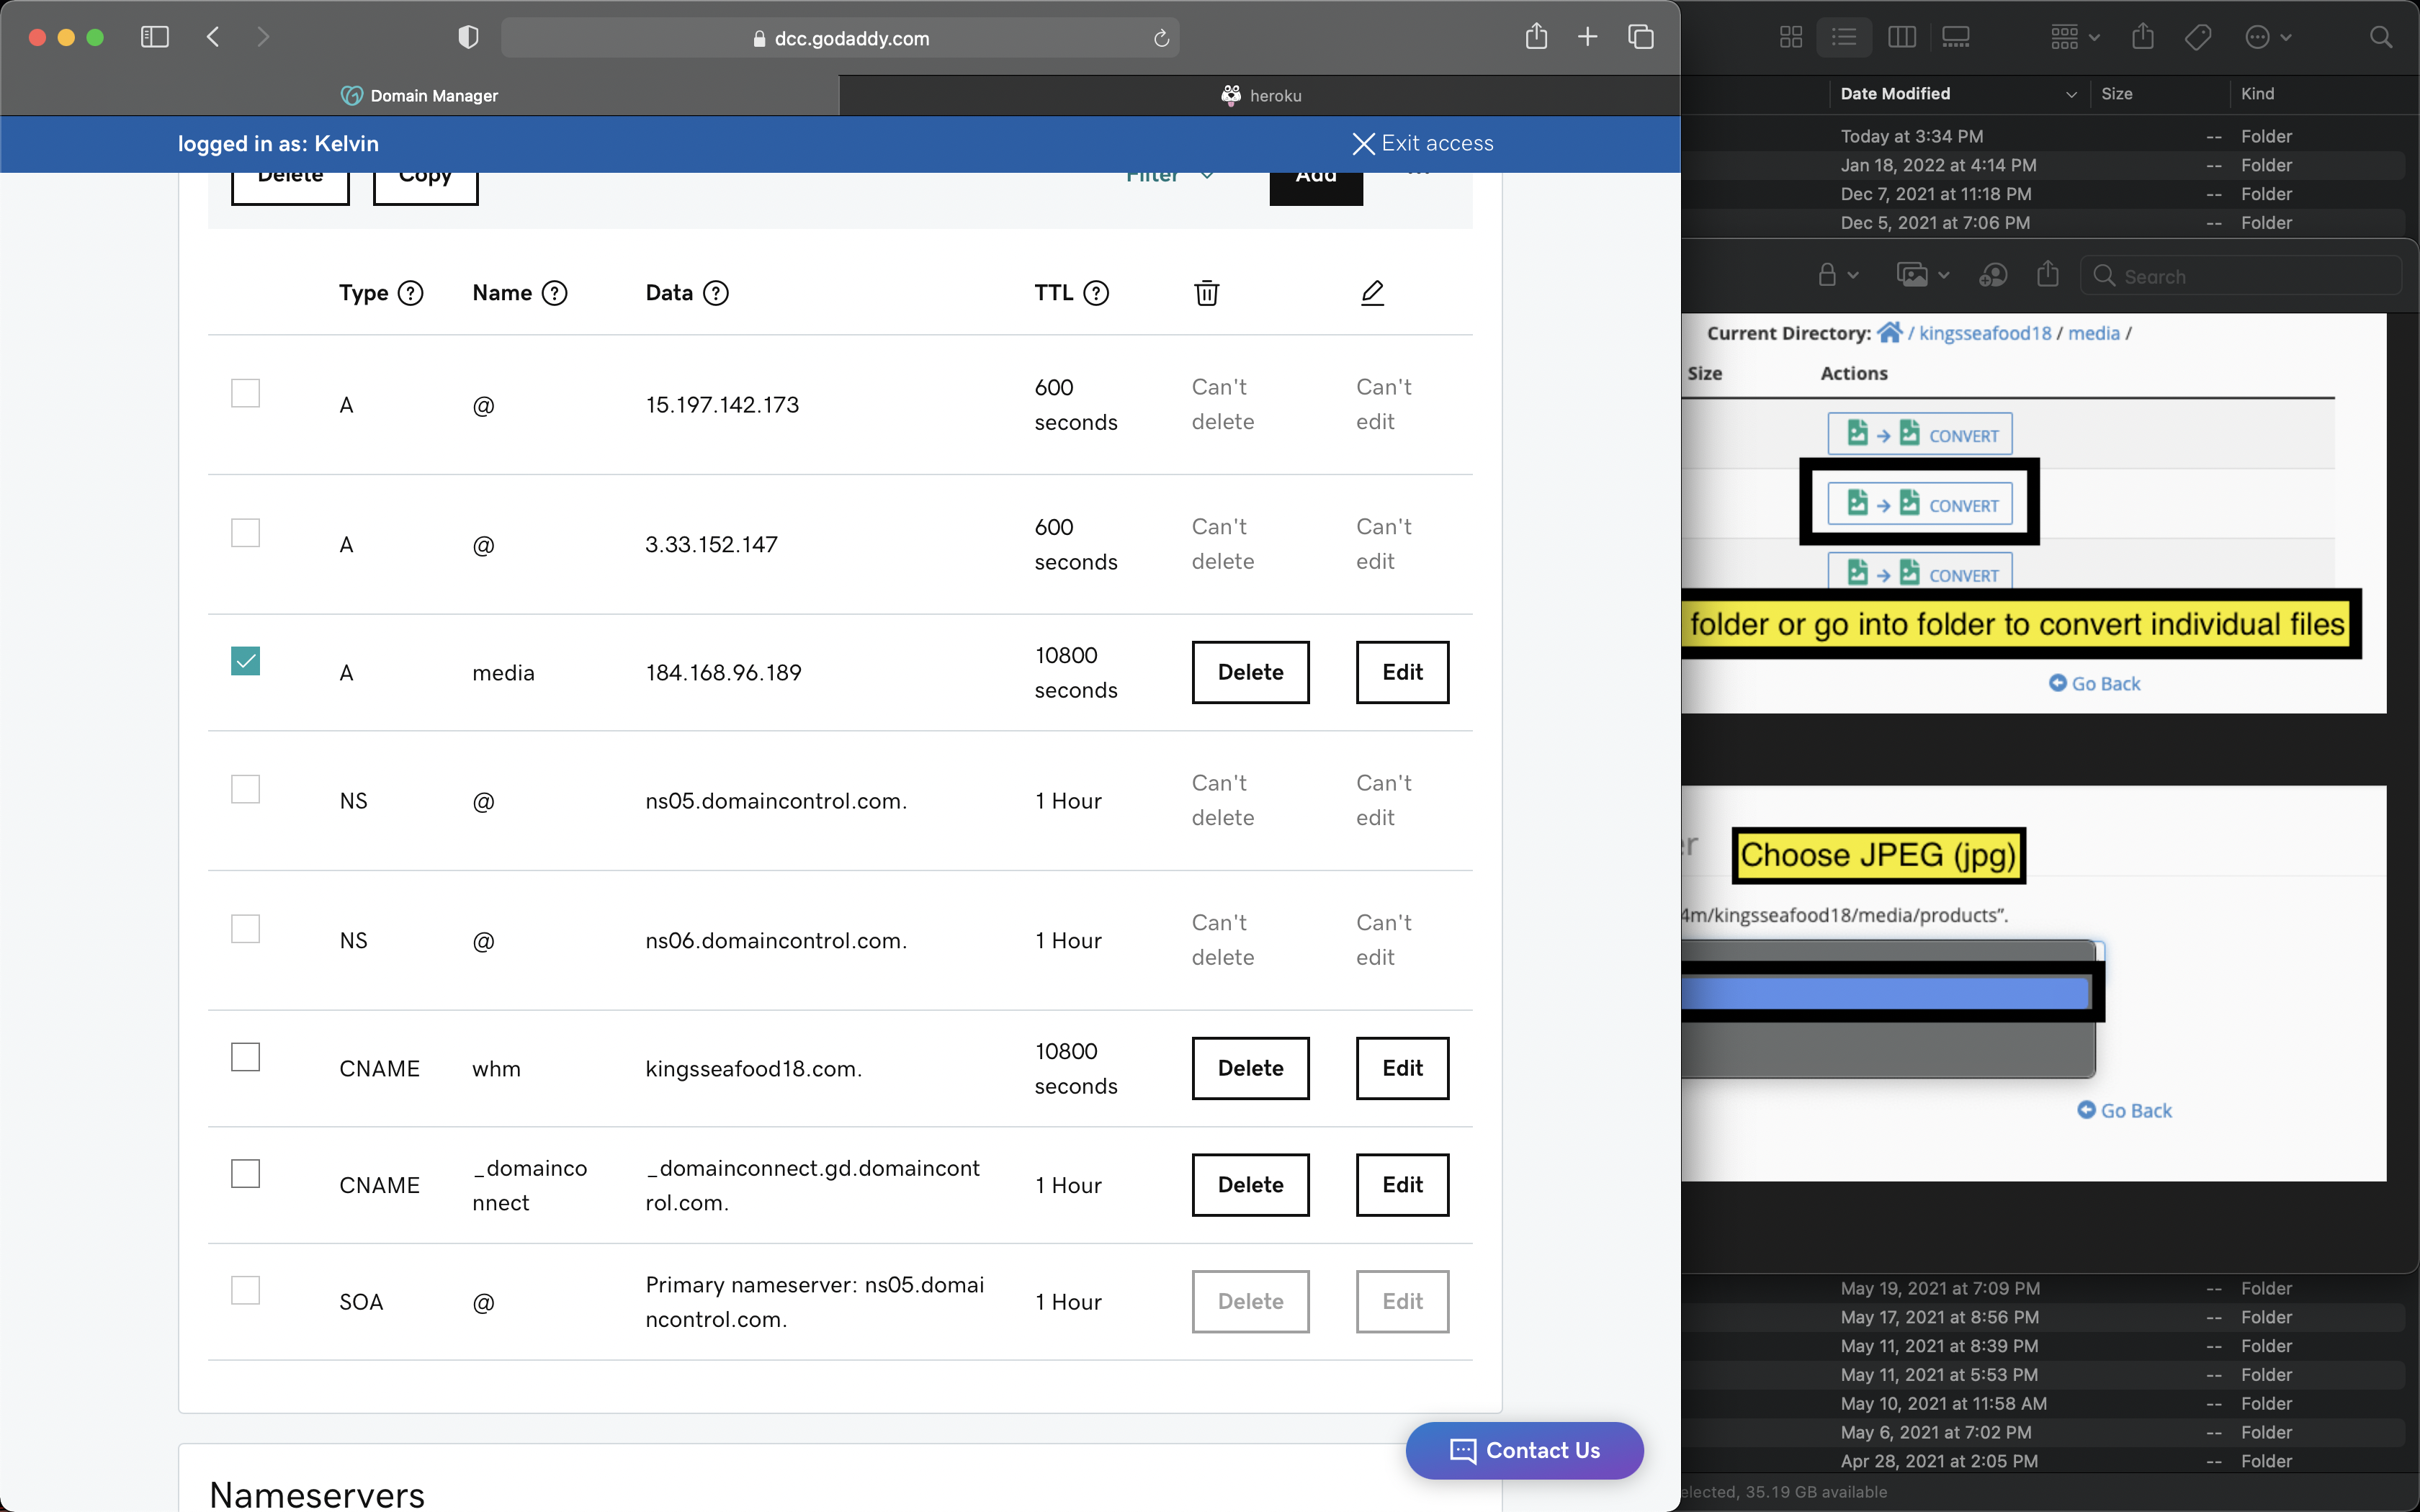 dcc.godaddy.com
Domain Manager
heroku
logged in as: Kelvin
Exit access
Delete
Copy
Filter
Add
Type
Name
Data
TTL
A
@
15.197.142.173
600
seconds
Can't
delete
Can't
edit
A
@
3.33.152.147
600
seconds
Can't
delete
Can't
edit
A
media
184.168.96.189
10800
seconds
Delete
Edit
NS
@
ns05.domaincontrol.com.
1 Hour
Can't
delete
Can't
edit
NS
@
ns06.domaincontrol.com.
1 Hour
Can't
delete
Can't
edit
CNAME
whm
kingsseafood18.com.
10800
seconds
Delete
Edit
CNAME
_domainco
nnect
_domainconnect.gd.domaincont
rol.com.
1 Hour
Delete
Edit
SOA
@
Primary nameserver: ns05.domai
ncontrol.com.
1 Hour
Delete
Edit
Contact Us
Nameservers
Date Modified
Size
Kind
Today at 3:34 PM -- Folder
Jan 18, 2022 at 4:14 PM -- Folder
Dec 7, 2021 at 11:18 PM -- Folder
Dec 5, 2021 at 7:06 PM -- Folder
Search
Current Directory: / kingsseafood18 / media /
Size
Actions
CONVERT
CONVERT
CONVERT
folder or go into folder to convert individual files
Go Back
Choose JPEG (jpg)
4m/kingsseafood18/media/products”.
Go Back
May 19, 2021 at 7:09 PM -- Folder
May 17, 2021 at 8:56 PM -- Folder
May 11, 2021 at 8:39 PM -- Folder
May 11, 2021 at 5:53 PM -- Folder
May 10, 2021 at 11:58 AM -- Folder
May 6, 2021 at 7:02 PM -- Folder
Apr 28, 2021 at 2:05 PM -- Folder
elected, 35.19 GB available